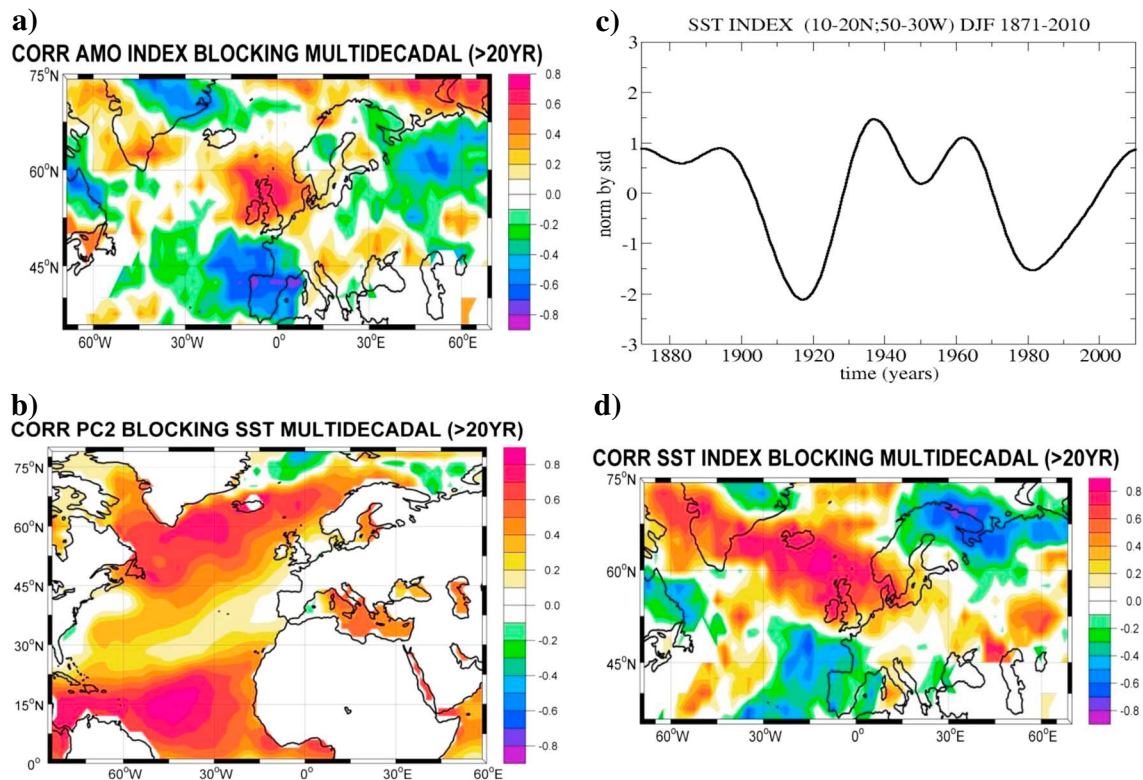 a)
CORR AMO INDEX BLOCKING MULTIDECADAL (>20YR)
75°N
60°N
45°N
60°W
30°W
0°
30°E
60°E
0.8
0.6
0.4
0.2
0.0
-0.2
-0.4
-0.6
-0.8
c)
SST INDEX (10-20N;50-30W) DJF 1871-2010
norm by std
3
2
1
0
-1
-2
-3
1880
1900
1920
1940
1960
1980
2000
time (years)
b)
CORR PC2 BLOCKING SST MULTIDECADAL (>20YR)
75°N
60°N
45°N
30°N
15°N
0°
60°W
30°W
0°
30°E
60°E
0.8
0.6
0.4
0.2
0.0
-0.2
-0.4
-0.6
-0.8
d)
CORR SST INDEX BLOCKING MULTIDECADAL (>20YR)
75°N
60°N
45°N
60°W
30°W
0°
30°E
60°E
0.8
0.6
0.4
0.2
0.0
-0.2
-0.4
-0.6
-0.8